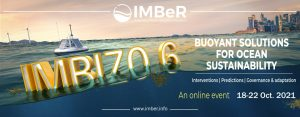 IMBeR
BUOYANT SOLUTIONS
FOR OCEAN
SUSTAINABILITY
IMBIZO 6
Interventions | Predictions | Governance & adaptation
An online event 18-22 Oct. 2021
www.imber.info